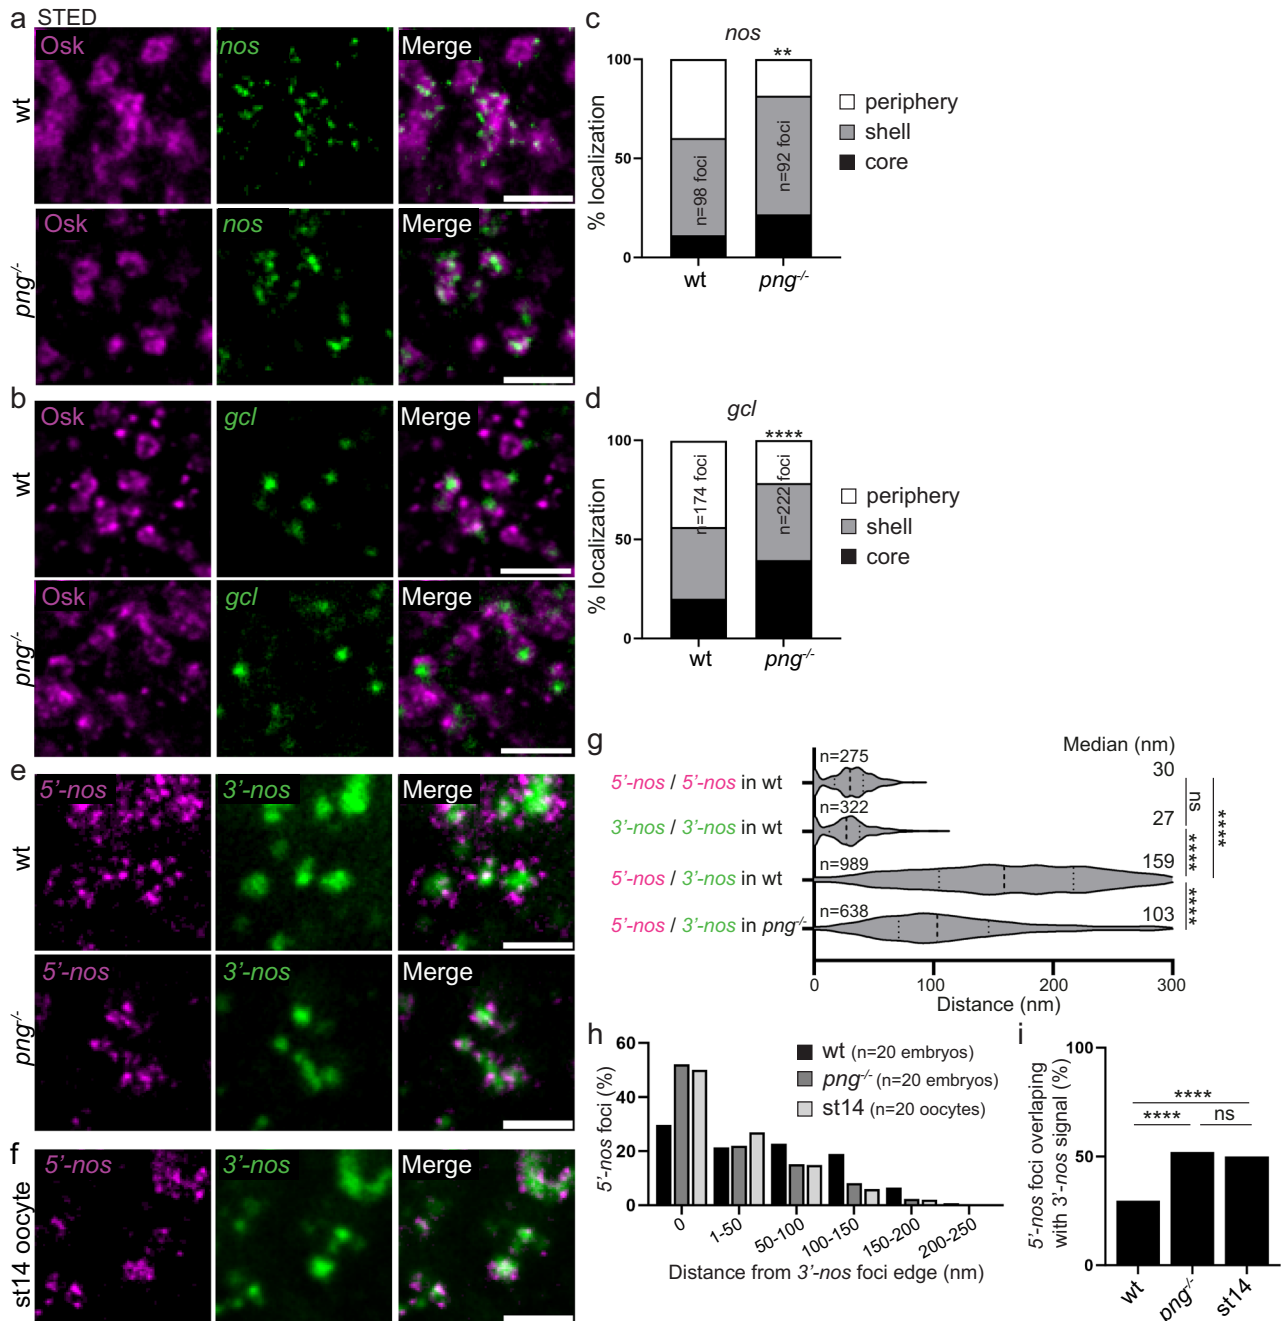 a STED
wt
Osk
nos
Merge
png-/-
Osk
nos
Merge
b
wt
Osk
gcl
Merge
png-/-
Osk
gcl
Merge
c
nos
% localization
100
50
0
**
n=98 foci
n=92 foci
wt
png-/-
periphery
shell
core
d
gcl
% localization
100
50
0
****
n=174 foci
n=222 foci
wt
png-/-
periphery
shell
core
e
wt
5'-nos
3'-nos
Merge
png-/-
5'-nos
3'-nos
Merge
f
st14 oocyte
5'-nos
3'-nos
Merge
g
Median (nm)
5'-nos / 5'-nos in wt
n=275
30
3'-nos / 3'-nos in wt
n=322
27
5'-nos / 3'-nos in wt
n=989
159
5'-nos / 3'-nos in png-/-
n=638
103
ns
****
****
****
0
100
200
300
Distance (nm)
h
5'-nos foci (%)
60
40
20
0
wt (n=20 embryos)
png-/- (n=20 embryos)
st14 (n=20 oocytes)
0
1-50
50-100
100-150
150-200
200-250
Distance from 3'-nos foci edge (nm)
i
5'-nos foci overlapping
with 3'-nos signal (%)
100
50
0
****
****
ns
wt
png-/-
st14